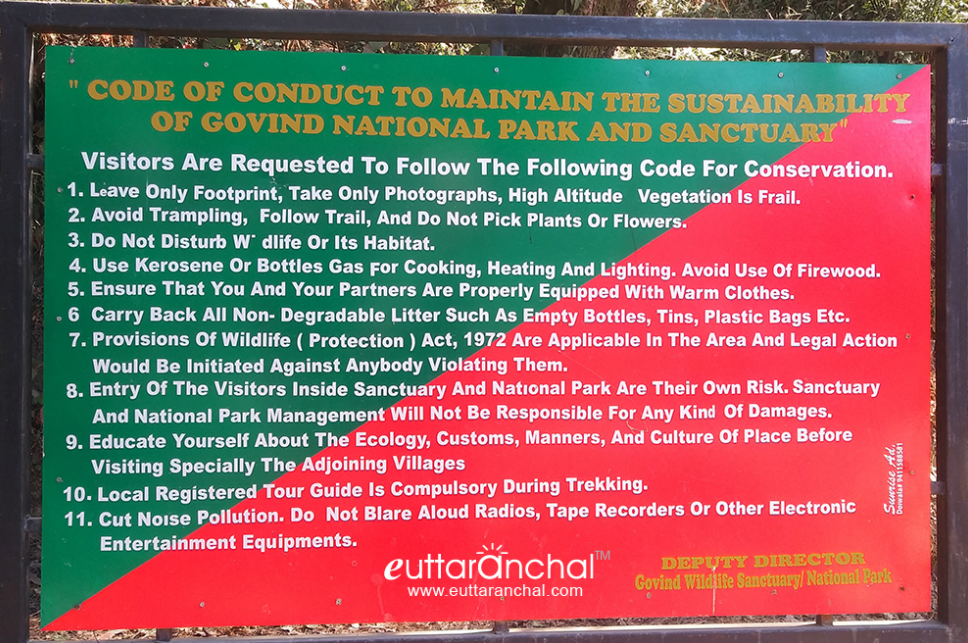 " CODE OF CONDUCT TO MAINTAIN THE SUSTAINABILITY
OF GOVIND NATIONAL PARK AND SANCTUARY"
Visitors Are Requested To Follow The Following Code For Conservation.
1. Leave Only Footprint, Take Only Photographs, High Altitude Vegetation Is Frail.
2. Avoid Trampling, Follow Trail, And Do Not Pick Plants Or Flowers.
3. Do Not Disturb W dlife Or Its Habitat.
4. Use Kerosene Or Bottles Gas For Cooking, Heating And Lighting. Avoid Use Of Firewood.
5. Ensure That You And Your Partners Are Properly Equipped With Warm Clothes.
6 Carry Back All Non- Degradable Litter Such As Empty Bottles, Tins, Plastic Bags Etc.
7. Provisions Of Wildlife ( Protection ) Act, 1972 Are Applicable In The Area And Legal Action
Would Be Initiated Against Anybody Violating Them.
8. Entry Of The Visitors Inside Sanctuary And National Park Are Their Own Risk. Sanctuary
And National Park Management Will Not Be Responsible For Any Kind Of Damages.
9. Educate Yourself About The Ecology, Customs, Manners, And Culture Of Place Before
Visiting Specially The Adjoining Villages
10. Local Registered Tour Guide Is Compulsory During Trekking.
11. Cut Noise Pollution. Do Not Blare Aloud Radios, Tape Recorders Or Other Electronic
Entertainment Equipments.
Sunrise Ad.
DEPUTY DIRECTOR
Govind Wildlife Sanctuary/ National Park
euttaranchal™
www.euttaranchal.com